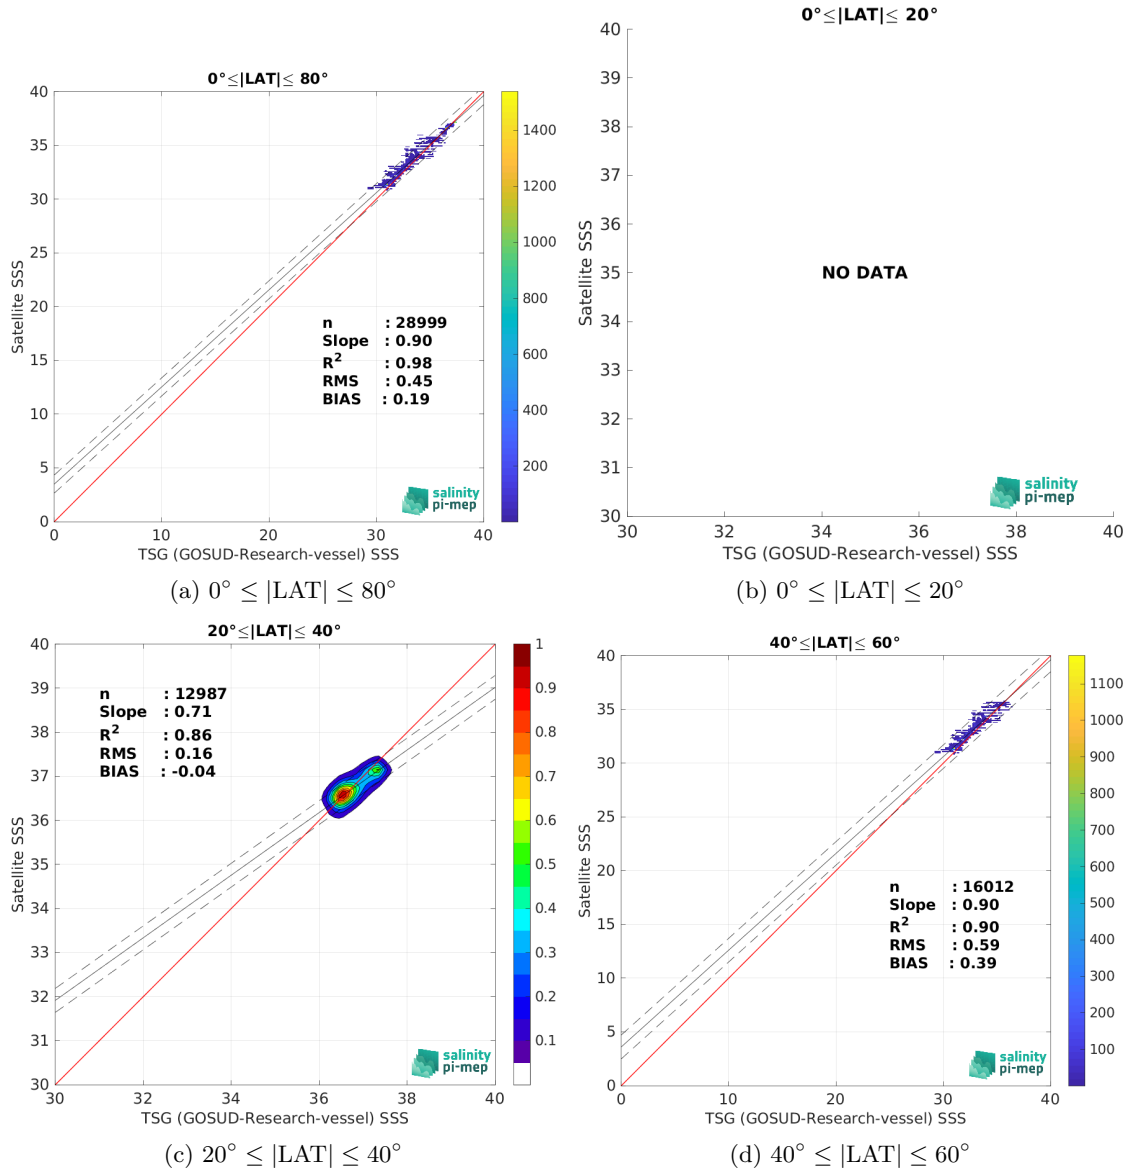 0°≤|LAT|≤ 80°
40
35
30
25
20
15
10
5
0
Satellite SSS
n : 28999
Slope : 0.90
R² : 0.98
RMS : 0.45
BIAS : 0.19
salinity
pi-mep
0 10 20 30 40
TSG (GOSUD-Research-vessel) SSS
1400
1200
1000
800
600
400
200
(a) 0° ≤ |LAT| ≤ 80°
0°≤|LAT|≤ 20°
40
39
38
37
36
35
34
33
32
31
30
Satellite SSS
NO DATA
salinity
pi-mep
30 32 34 36 38 40
TSG (GOSUD-Research-vessel) SSS
(b) 0° ≤ |LAT| ≤ 20°
20°≤|LAT|≤ 40°
40
39
38
37
36
35
34
33
32
31
30
Satellite SSS
n : 12987
Slope : 0.71
R² : 0.86
RMS : 0.16
BIAS : -0.04
salinity
pi-mep
30 32 34 36 38 40
TSG (GOSUD-Research-vessel) SSS
1
0.9
0.8
0.7
0.6
0.5
0.4
0.3
0.2
0.1
(c) 20° ≤ |LAT| ≤ 40°
40°≤|LAT|≤ 60°
40
35
30
25
20
15
10
5
0
Satellite SSS
n : 16012
Slope : 0.90
R² : 0.90
RMS : 0.59
BIAS : 0.39
salinity
pi-mep
0 10 20 30 40
TSG (GOSUD-Research-vessel) SSS
1100
1000
900
800
700
600
500
400
300
200
100
(d) 40° ≤ |LAT| ≤ 60°